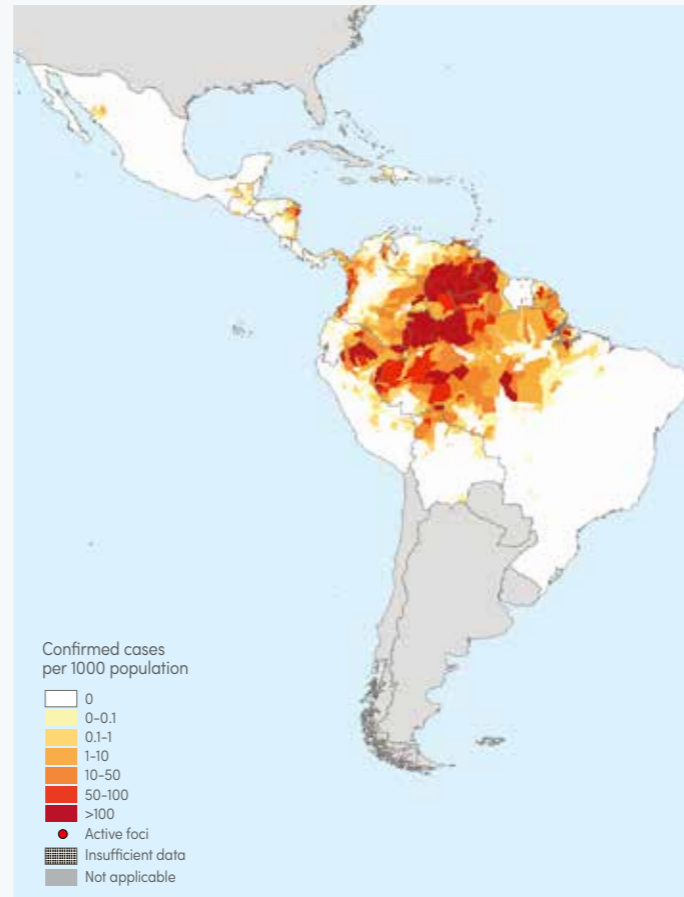 Confirmed cases
per 1000 population
0
0-0.1
0.1-1
1-10
10-50
50-100
>100
Active foci
Insufficient data
Not applicable